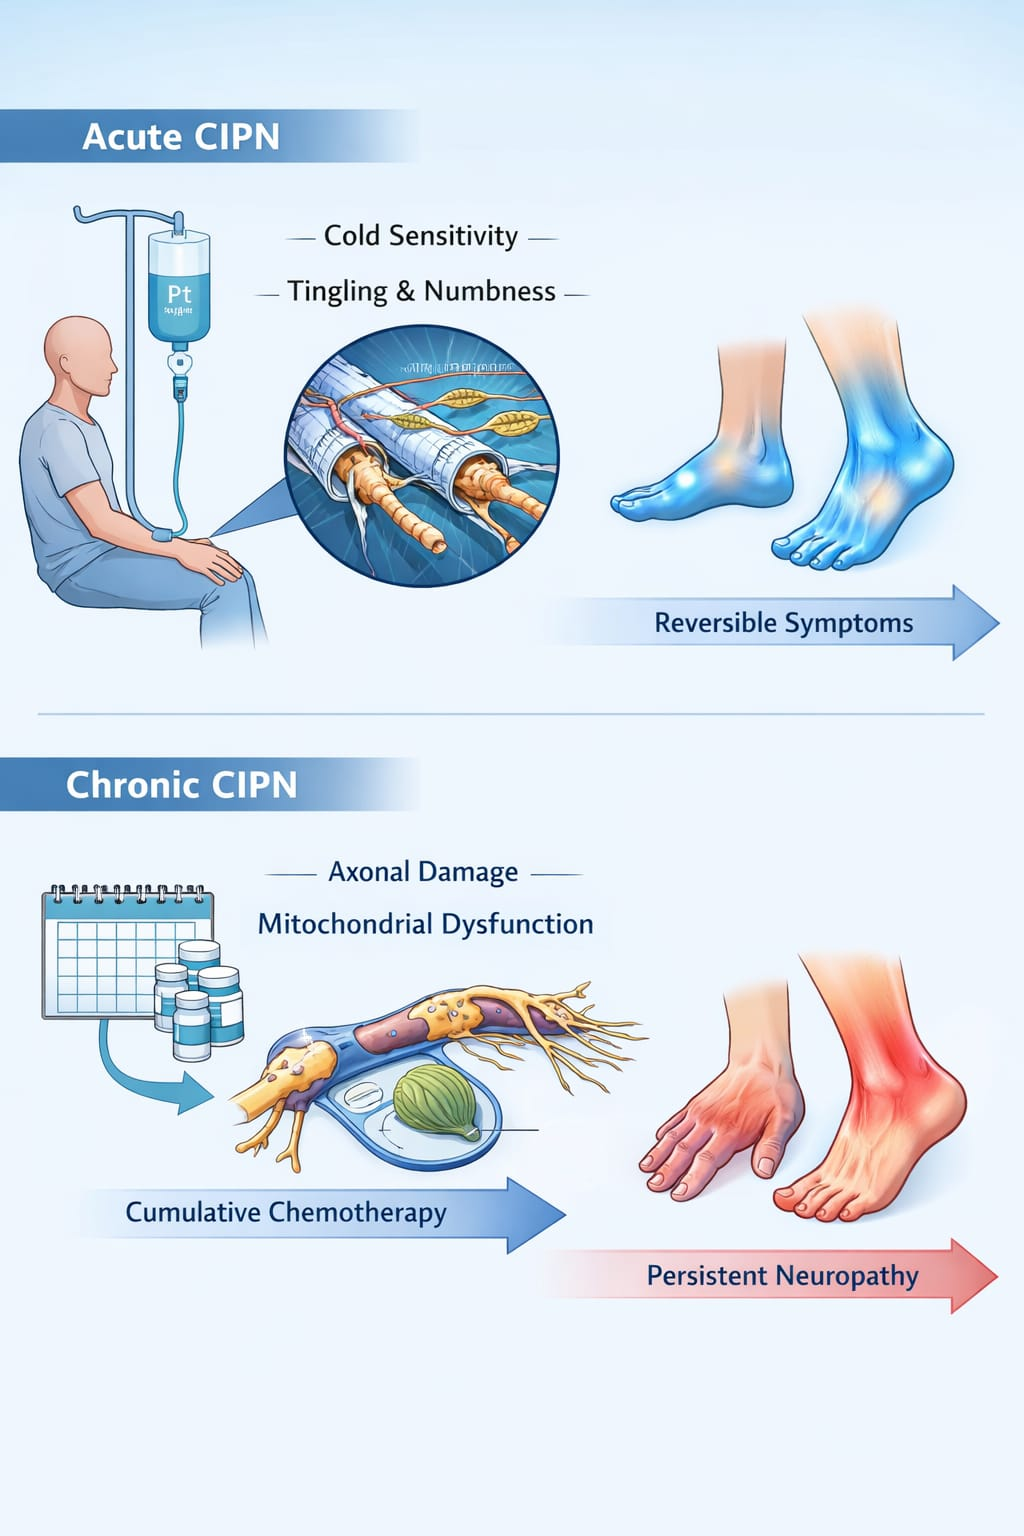 Acute CIPN
Cold Sensitivity
Pt
Tingling & Numbness
Reversible Symptoms
Chronic CIPN
Axonal Damage
Mitochondrial Dysfunction
Cumulative Chemotherapy
Persistent Neuropathy